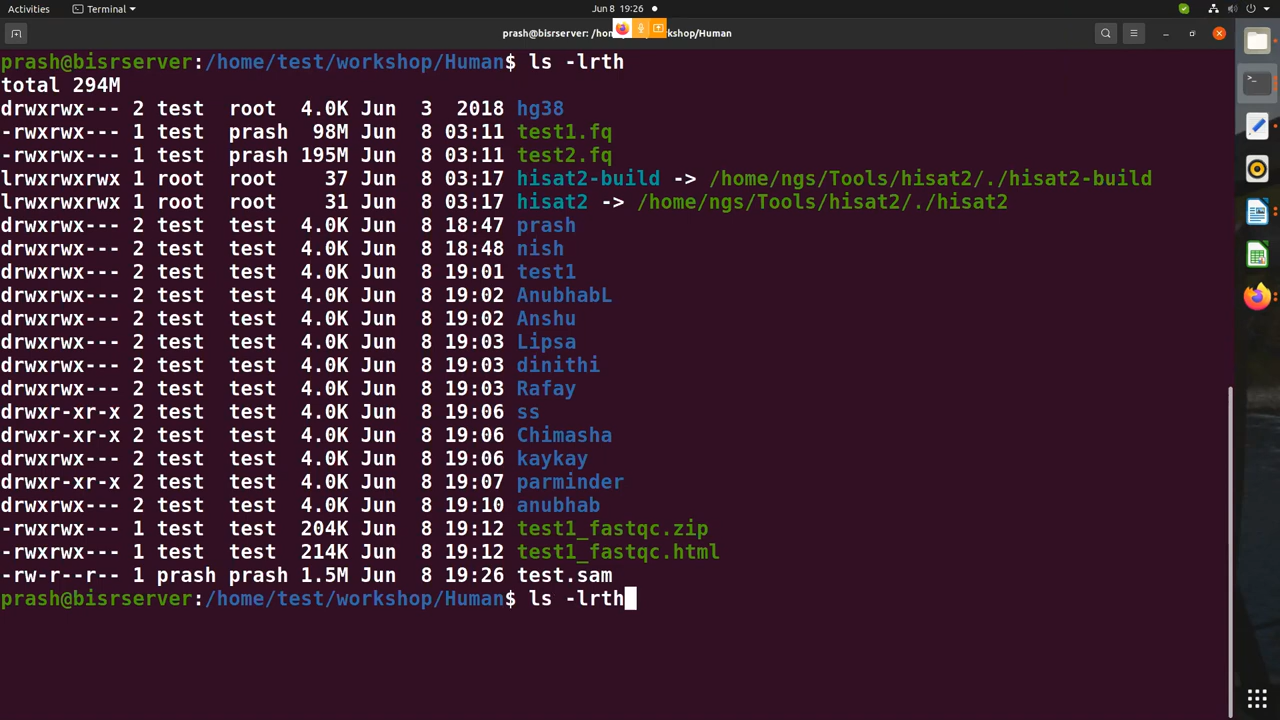 Activities Terminal Jun 8 19:26
prash@bisrserver: /hom workshop/Human
prash@bisrserver:/home/test/workshop/Human$ ls -lrth
total 294M
drwxrwx--- 2 test root 4.0K Jun 3 2018 hg38
-rwxrwx--- 1 test prash 98M Jun 8 03:11 test1.fq
-rwxrwx--- 1 test prash 195M Jun 8 03:11 test2.fq
lrwxrwxrwx 1 root root 37 Jun 8 03:17 hisat2-build -> /home/ngs/Tools/hisat2/./hisat2-build
lrwxrwxrwx 1 root root 31 Jun 8 03:17 hisat2 -> /home/ngs/Tools/hisat2/./hisat2
drwxrwx--- 2 test test 4.0K Jun 8 18:47 prash
drwxrwx--- 2 test test 4.0K Jun 8 18:48 nish
drwxrwx--- 2 test test 4.0K Jun 8 19:01 test1
drwxrwx--- 2 test test 4.0K Jun 8 19:02 AnubhabL
drwxrwx--- 2 test test 4.0K Jun 8 19:02 Anshu
drwxrwx--- 2 test test 4.0K Jun 8 19:03 Lipsa
drwxrwx--- 2 test test 4.0K Jun 8 19:03 dinithi
drwxrwx--- 2 test test 4.0K Jun 8 19:03 Rafay
drwxr-xr-x 2 test test 4.0K Jun 8 19:06 ss
drwxr-xr-x 2 test test 4.0K Jun 8 19:06 Chimasha
drwxrwx--- 2 test test 4.0K Jun 8 19:06 kaykay
drwxr-xr-x 2 test test 4.0K Jun 8 19:07 parminder
drwxrwx--- 2 test test 4.0K Jun 8 19:10 anubhab
-rwxrwx--- 1 test test 204K Jun 8 19:12 test1_fastqc.zip
-rwxrwx--- 1 test test 214K Jun 8 19:12 test1_fastqc.html
-rw-r--r-- 1 prash prash 1.5M Jun 8 19:26 test.sam
prash@bisrserver:/home/test/workshop/Human$ ls -lrth